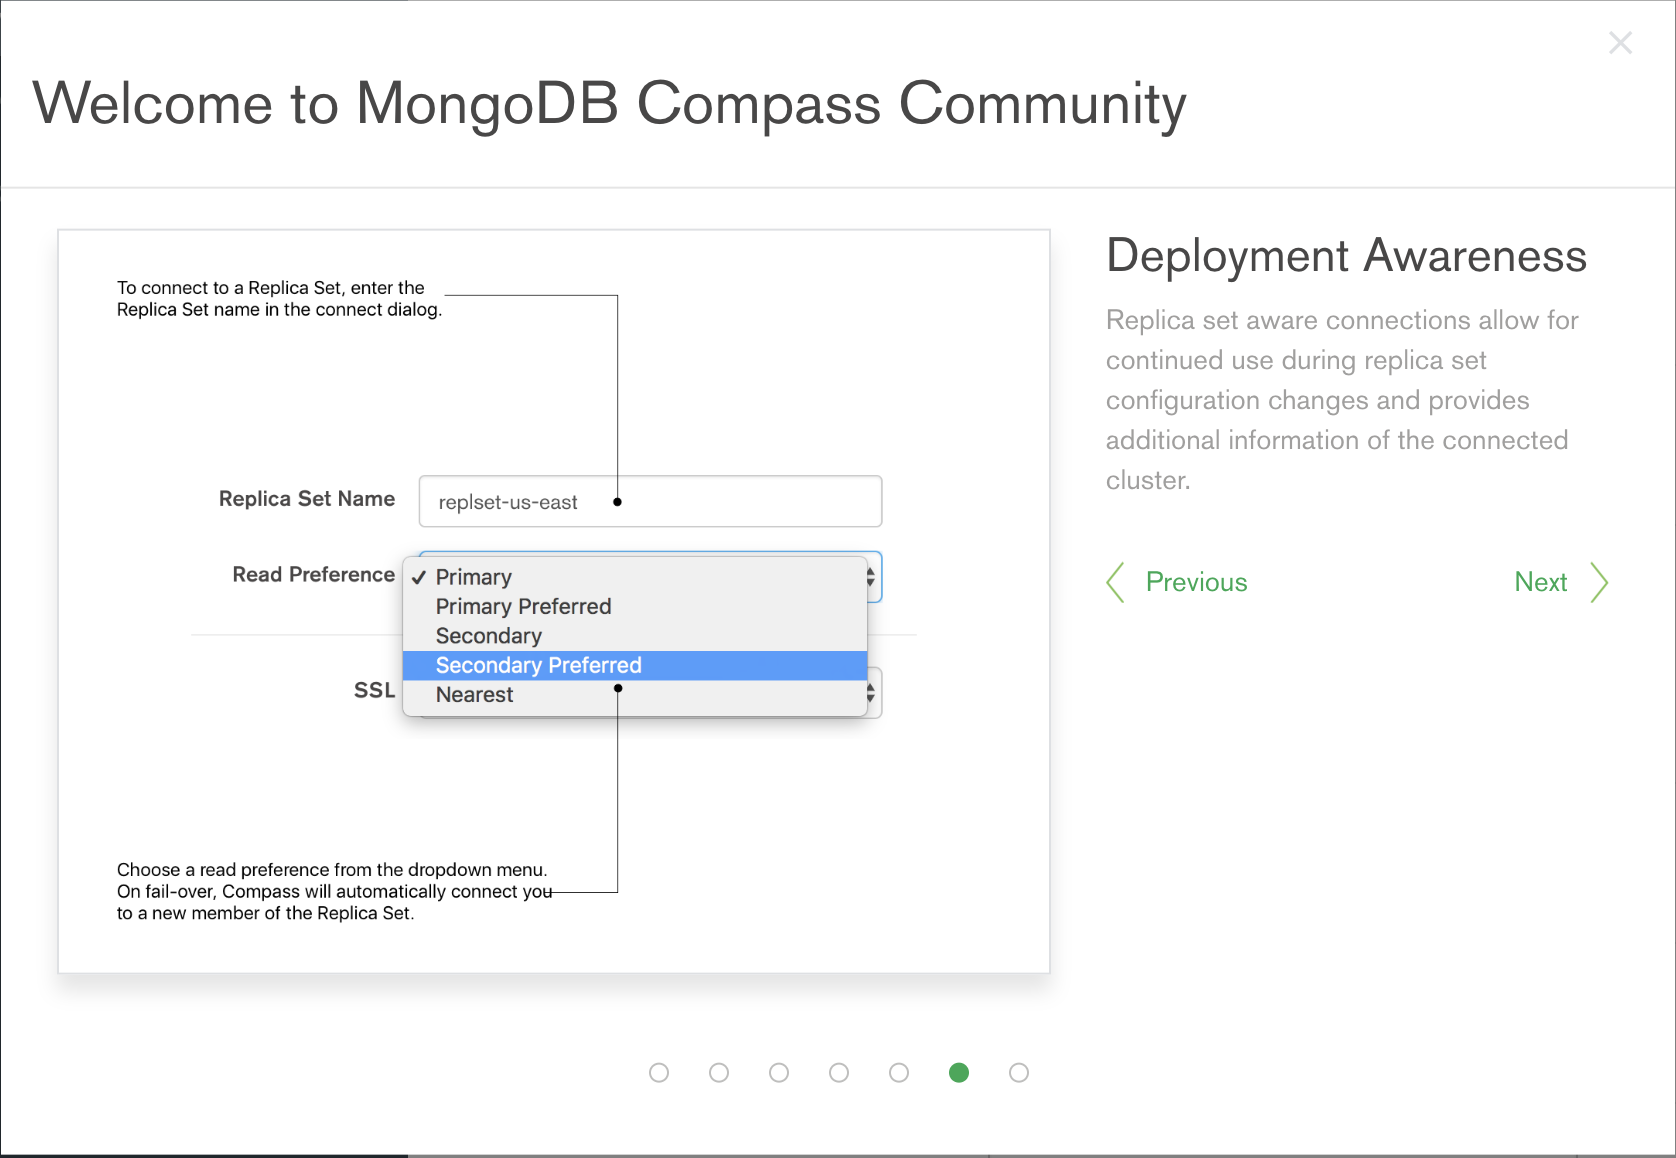 Welcome to MongoDB Compass Community
To connect to a Replica Set, enter the
Replica Set name in the connect dialog.
Replica Set Name
replset-us-east
Read Preference
✓ Primary
Primary Preferred
Secondary
Secondary Preferred
Nearest
SSL
Choose a read preference from the dropdown menu.
On fail-over, Compass will automatically connect you
to a new member of the Replica Set.
Deployment Awareness
Replica set aware connections allow for
continued use during replica set
configuration changes and provides
additional information of the connected
cluster.
Previous
Next